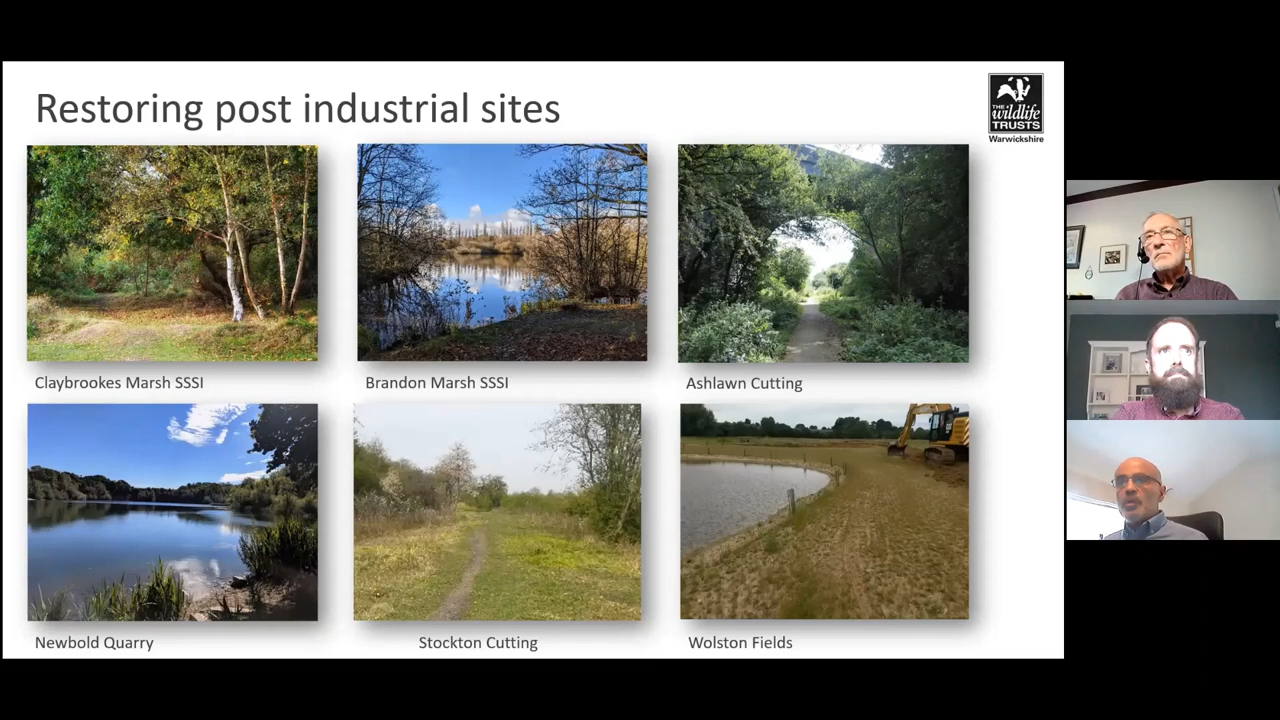 Restoring post industrial sites
THE
wildlife
TRUSTS
Warwickshire
Claybrookes Marsh SSSI
Brandon Marsh SSSI
Ashlawn Cutting
Newbold Quarry
Stockton Cutting
Wolston Fields